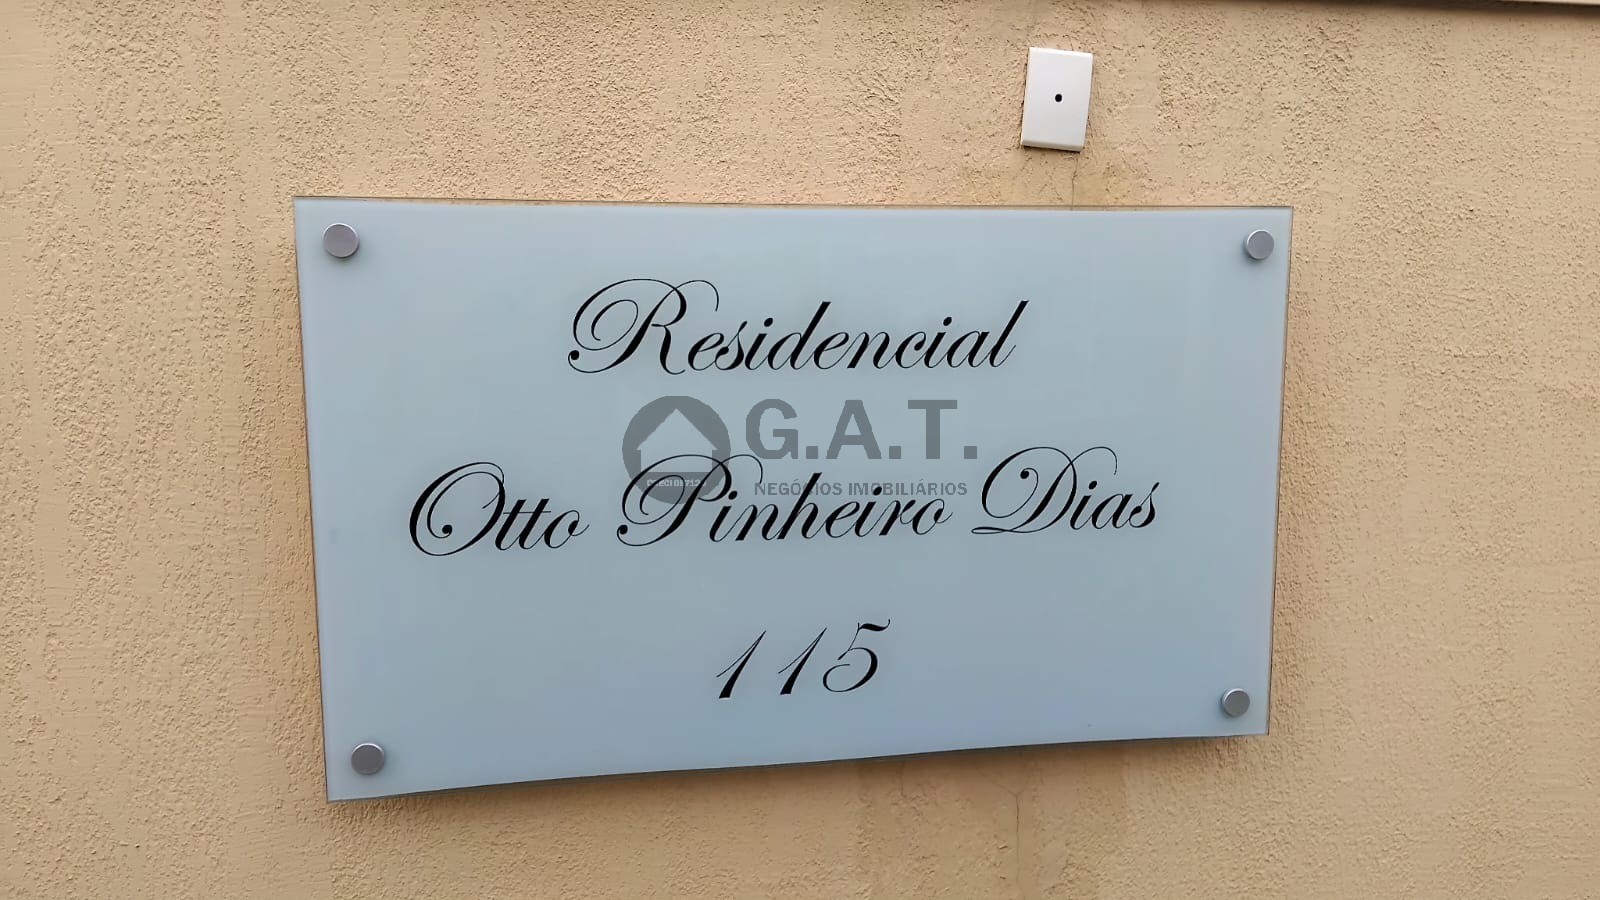 Residencial
G.A.T.
NEGÓCIOS IMOBILIÁRIOS
Otto Pinheiro Dias
115